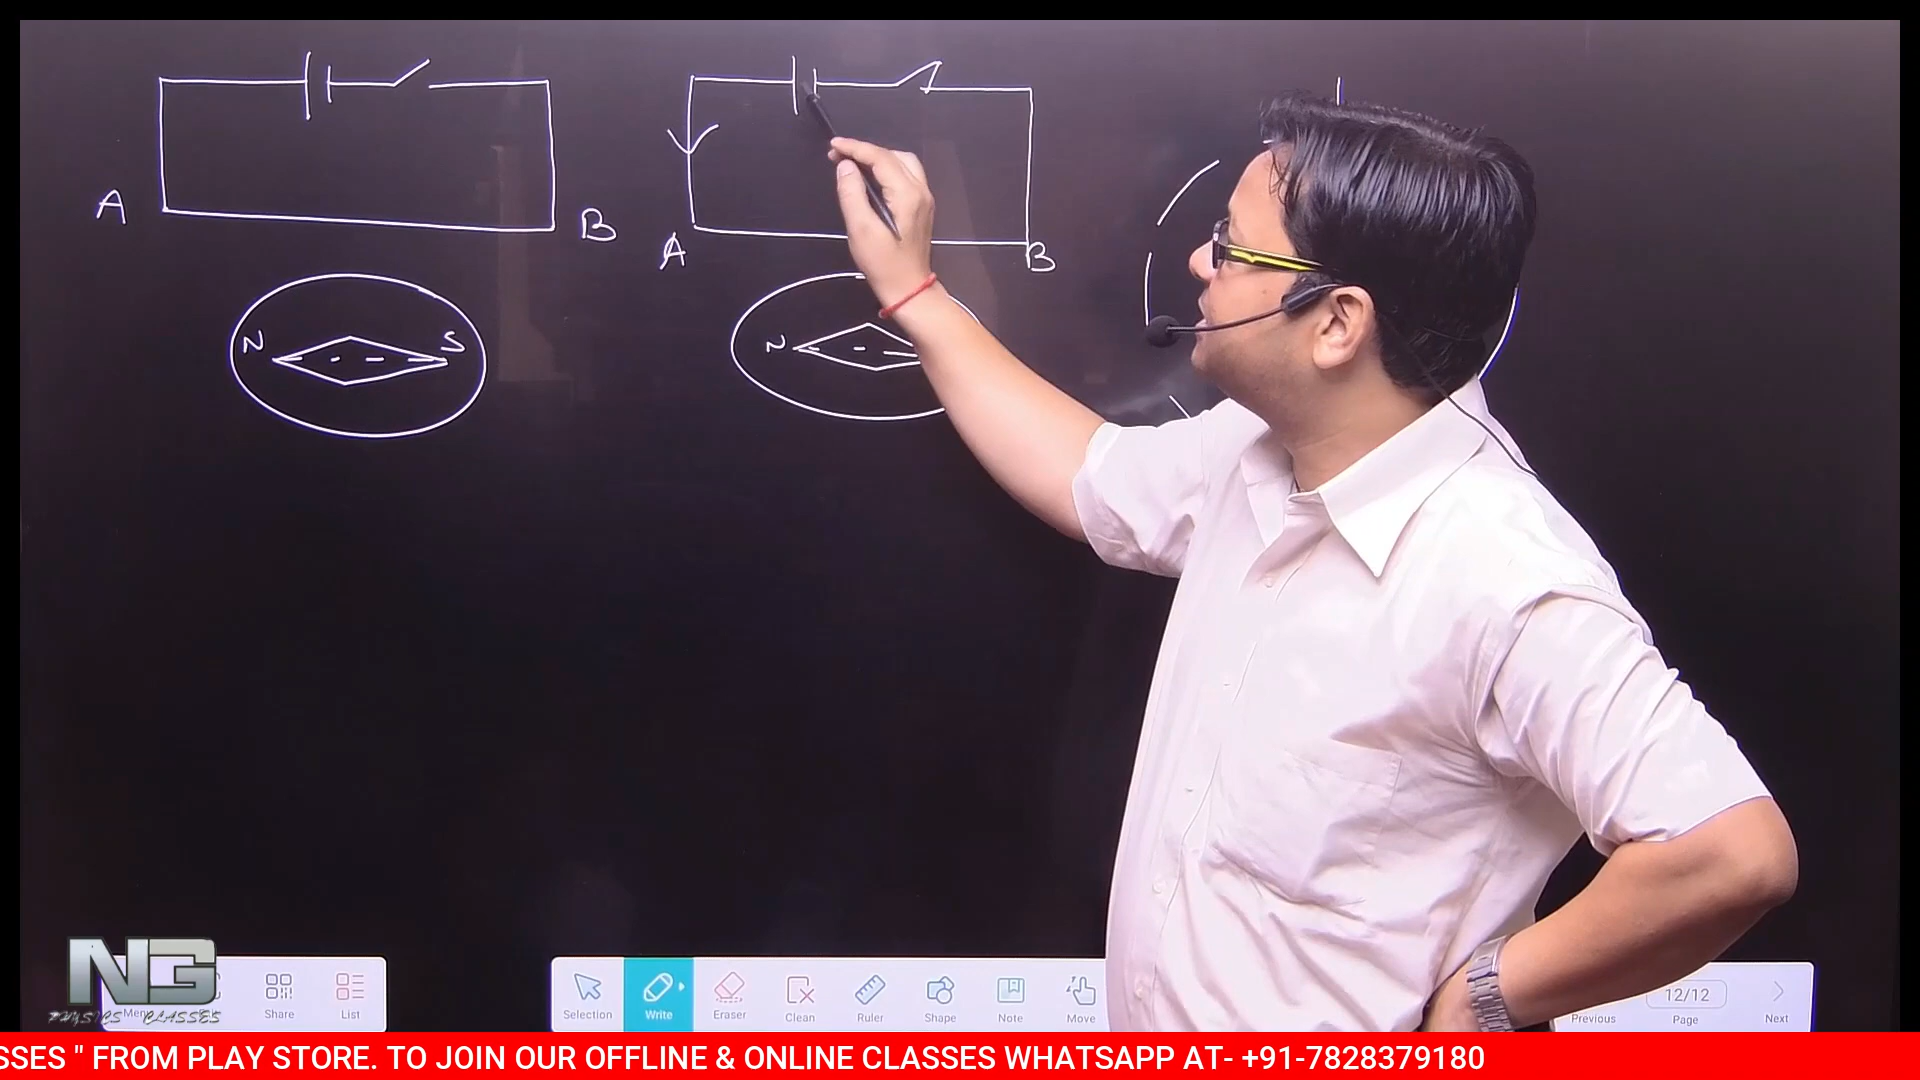 A
B
A
B
N
S
N
NG
PHYSICS CLASSES
Share
List
Selection
Write
Eraser
Clean
Ruler
Shape
Note
Move
Previous
12/12
Page
Next
SSES " FROM PLAY STORE. TO JOIN OUR OFFLINE & ONLINE CLASSES WHATSAPP AT- +91-7828379180